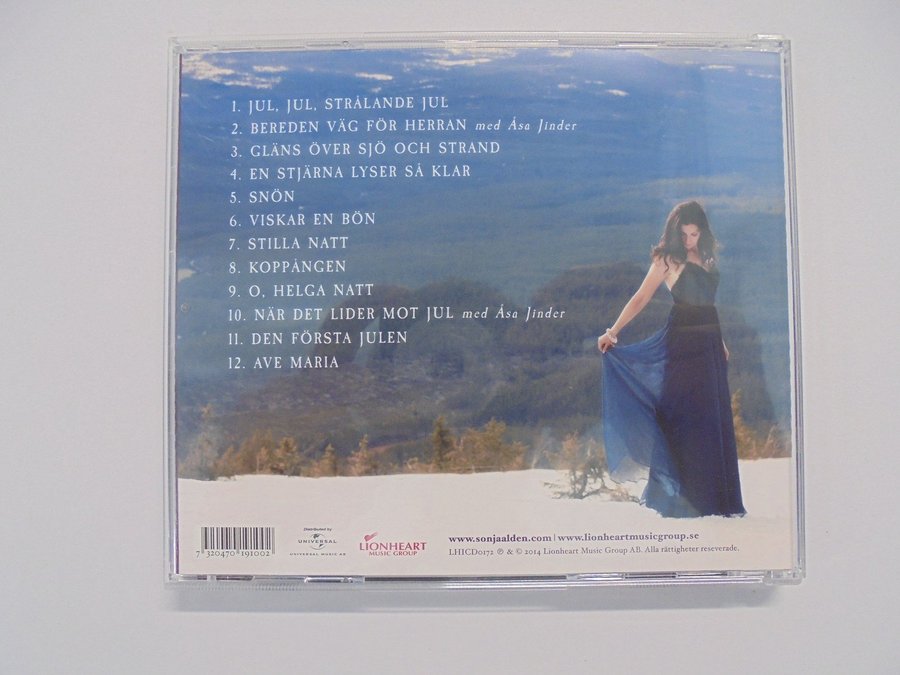 1. JUL, JUL, STRÅLANDE JUL
2. BEREDEN VÄG FÖR HERRAN med Åsa Jinder
3. GLÄNS ÖVER SJÖ OCH STRAND
4. EN STJÄRNA LYSER SÅ KLAR
5. SNÖN
6. VISKAR EN BÖN
7. STILLA NATT
8. KOPPÅNGEN
9. O, HELGA NATT
10. NÄR DET LIDER MOT JUL med Åsa Jinder
11. DEN FÖRSTA JULEN
12. AVE MARIA
7 320470 191002
Distributed by
UNIVERSAL
UNIVERSAL MUSIC AB
LIONHEART
MUSIC GROUP
www.sonjaalden.com | www.lionheartmusicgroup.se
LHICD0172 ℗ & © 2014 Lionheart Music Group AB. Alla rättigheter reseverade.